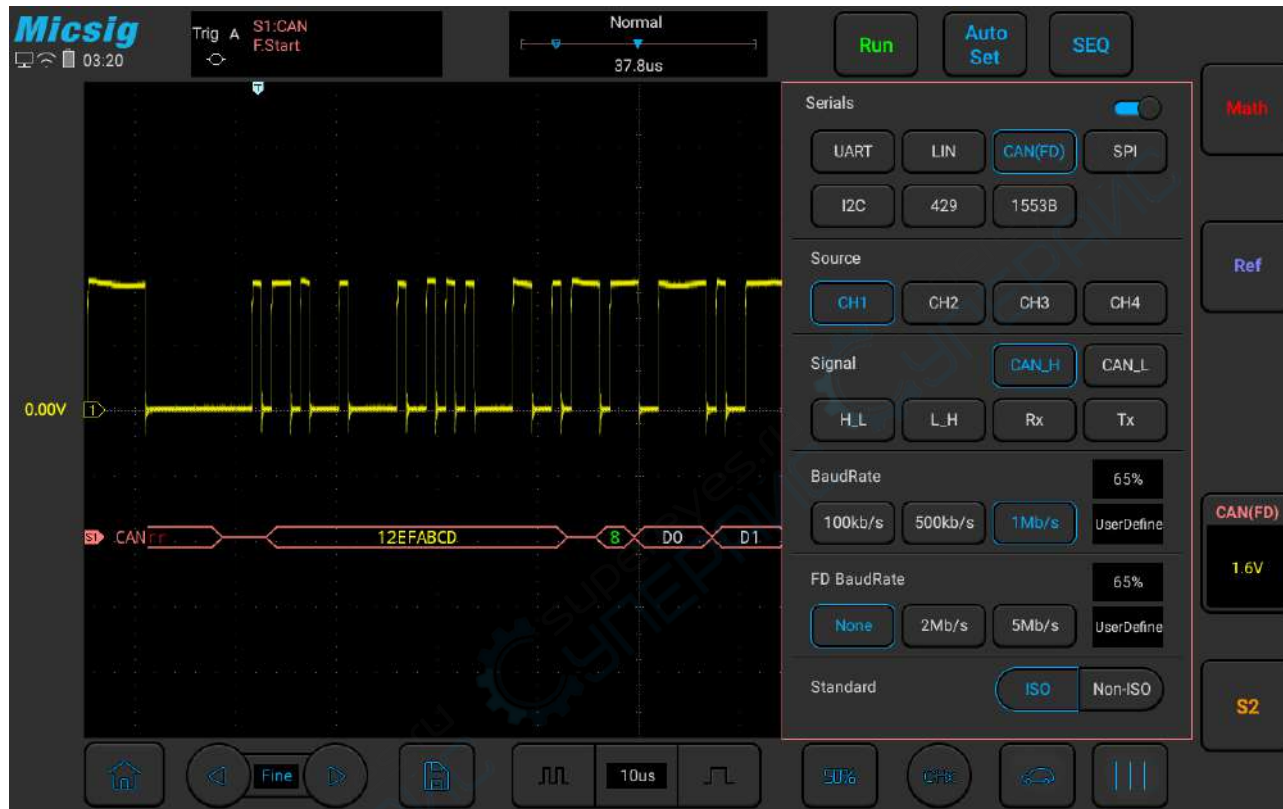 Micsig
03:20
Trig A S1:CAN
F.Start
Normal
37.8us
Run
Auto
Set
SEQ
T
Serials
UART LIN CAN(FD) SPI
I2C 429 1553B
Source
CH1 CH2 CH3 CH4
Signal CAN_H CAN_L
H_L L_H Rx Tx
BaudRate 65%
100kb/s 500kb/s 1Mb/s UserDefine
FD BaudRate 65%
None 2Mb/s 5Mb/s UserDefine
Standard ISO Non-ISO
Math
Ref
CAN(FD)
1.6V
S2
0.00V 1
S1 CAN 12EFABCD 8 D0 D1
Fine
10us
50%
CHx